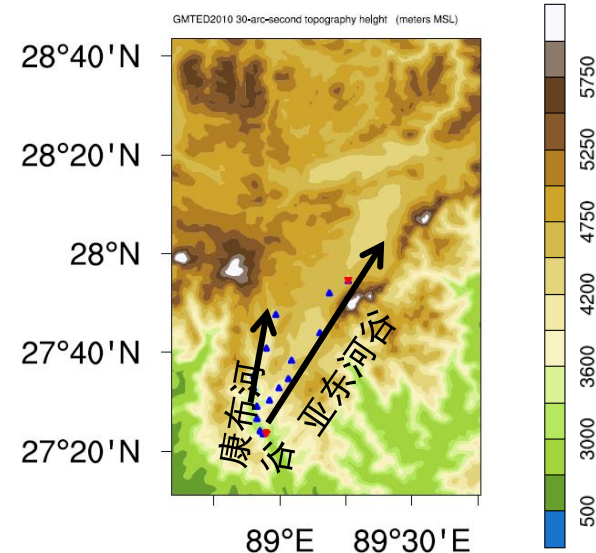 GMTED2010 30-arc-second topography height (meters MSL)
28°40'N
28°20'N
28°N
27°40'N
27°20'N
89°E
89°30'E
康布河
谷
亚东河谷
5750
5250
4750
4200
3600
3000
500